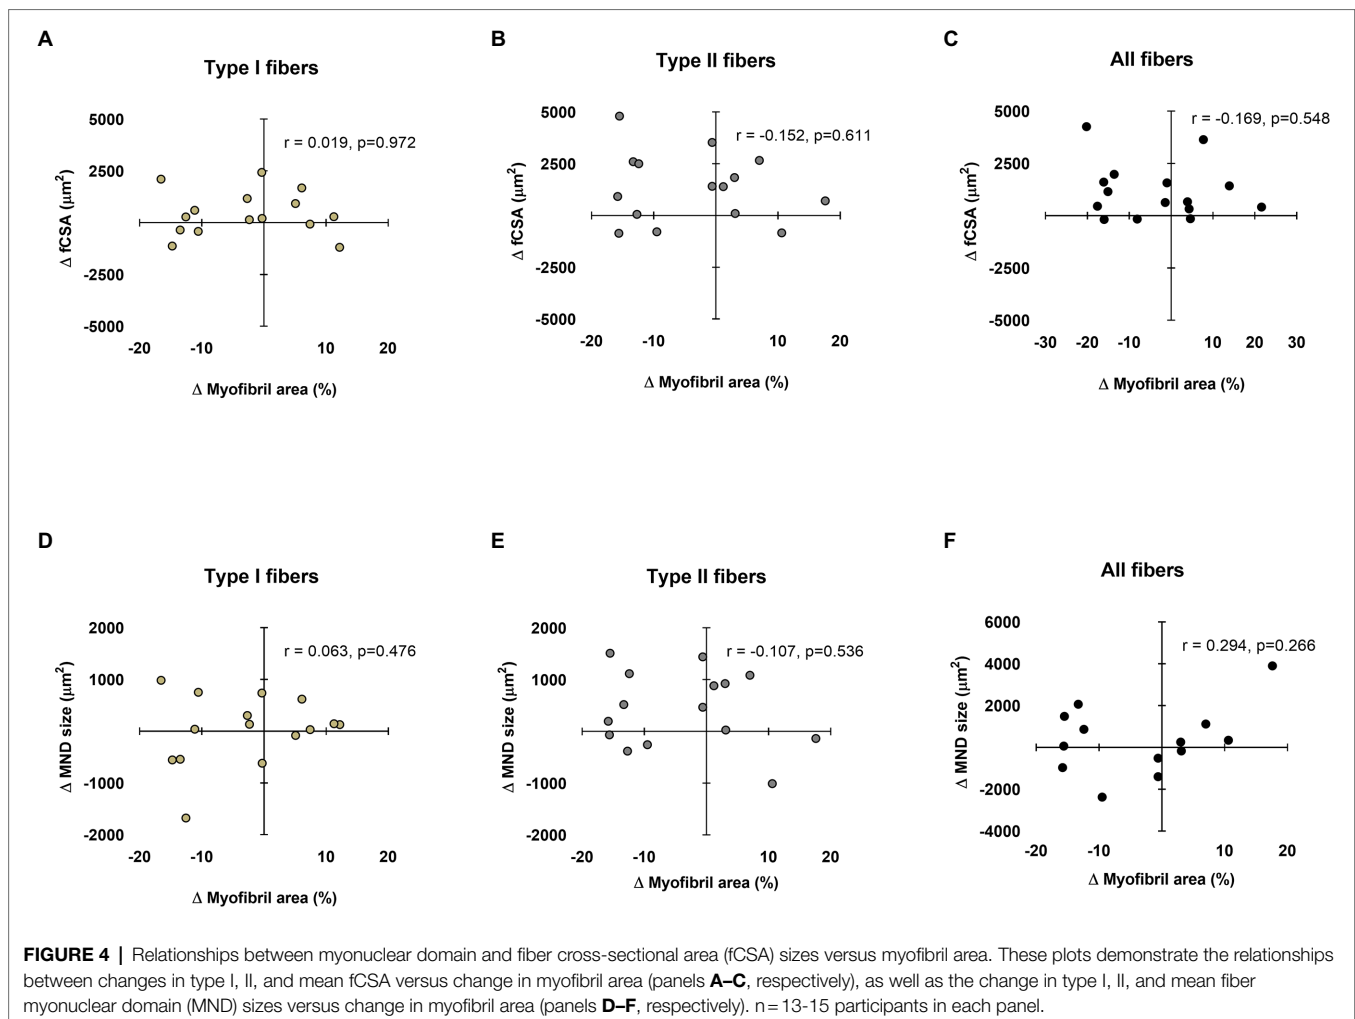 A
Type I fibers
5000
2500
-2500
-5000
-20
-10
10
20
Δ fCSA (μm²)
r = 0.019, p=0.972
Δ Myofibril area (%)
B
Type II fibers
5000
2500
-2500
-5000
-20
-10
10
20
Δ fCSA (μm²)
r = -0.152, p=0.611
Δ Myofibril area (%)
C
All fibers
5000
2500
-2500
-5000
-30
-20
-10
10
20
30
Δ fCSA (μm²)
r = -0.169, p=0.548
Δ Myofibril area (%)
D
Type I fibers
2000
1000
-1000
-2000
-20
-10
10
20
Δ MND size (μm²)
r = 0.063, p=0.476
Δ Myofibril area (%)
E
Type II fibers
2000
1000
-1000
-2000
-20
-10
10
20
Δ MND size (μm²)
r = -0.107, p=0.536
Δ Myofibril area (%)
F
All fibers
6000
4000
2000
-2000
-4000
-20
-10
10
20
Δ MND size (μm²)
r = 0.294, p=0.266
Δ Myofibril area (%)
FIGURE 4 | Relationships between myonuclear domain and fiber cross-sectional area (fCSA) sizes versus myofibril area. These plots demonstrate the relationships
between changes in type I, II, and mean fCSA versus change in myofibril area (panels A–C, respectively), as well as the change in type I, II, and mean fiber
myonuclear domain (MND) sizes versus change in myofibril area (panels D–F, respectively). n = 13-15 participants in each panel.